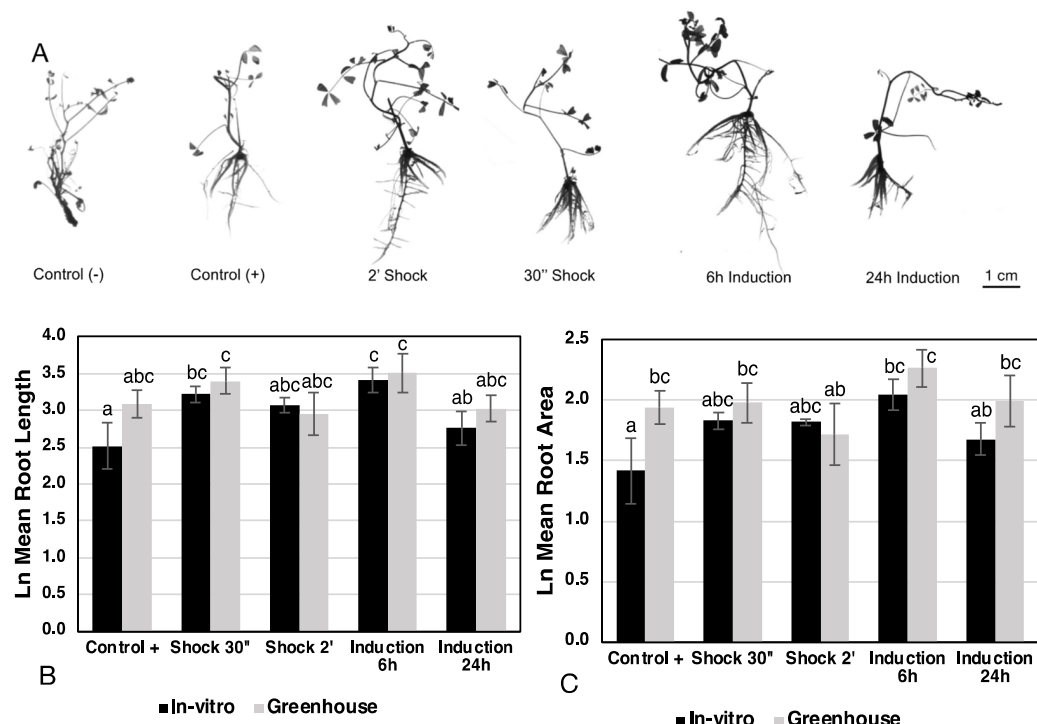 A
Control (-)
Control (+)
2' Shock
30'' Shock
6h Induction
24h Induction
1 cm
Ln Mean Root Length
4.0
3.5
3.0
2.5
2.0
1.5
1.0
0.5
0.0
a
abc
bc
c
abc
abc
c
c
ab
abc
Control +
Shock 30"
Shock 2'
Induction 6h
Induction 24h
B
In-vitro
Greenhouse
Ln Mean Root Area
2.5
2.0
1.5
1.0
0.5
0.0
a
bc
abc
bc
abc
ab
bc
c
ab
bc
Control +
Shock 30"
Shock 2'
Induction 6h
Induction 24h
C
In-vitro
Greenhouse